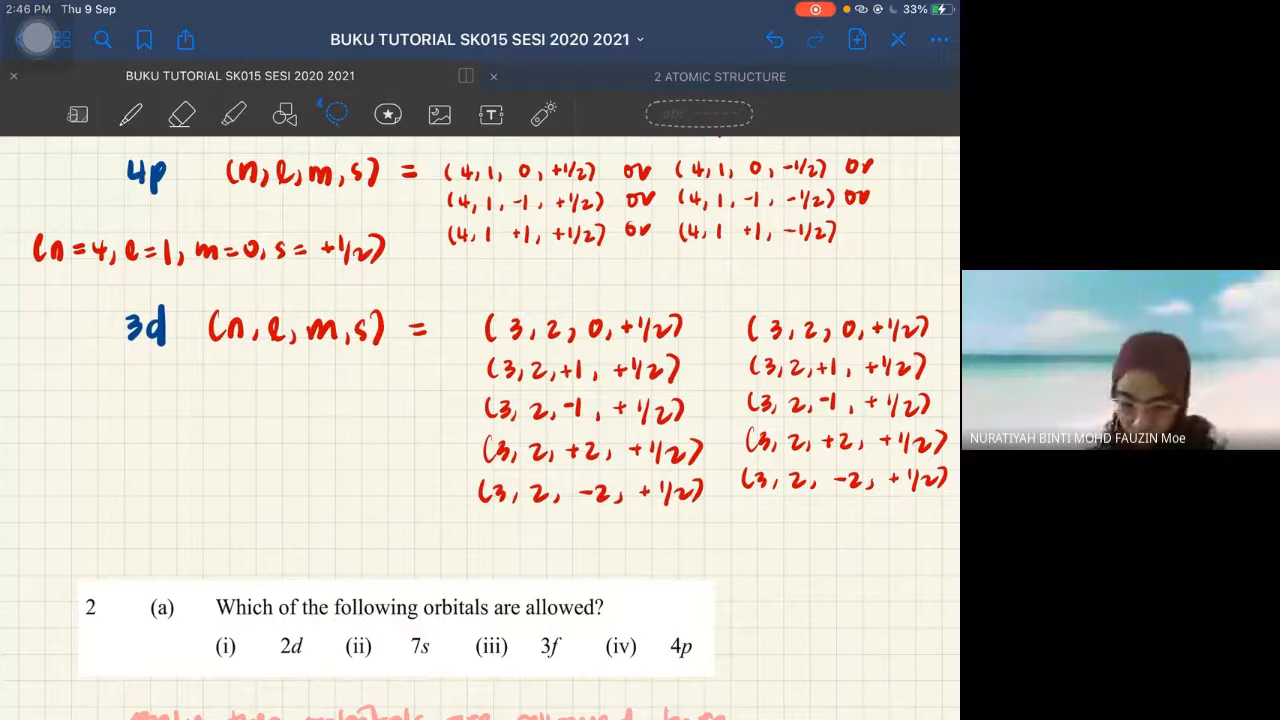 2:46 PM Thu 9 Sep
33%
BUKU TUTORIAL SK015 SESI 2020 2021
BUKU TUTORIAL SK015 SESI 2020 2021
2 ATOMIC STRUCTURE
4p (n, l, m, s) = (4, 1, 0, +1/2) or (4, 1, 0, -1/2) or
(4, 1, -1, +1/2) or (4, 1, -1, -1/2) or
(4, 1 +1, +1/2) or (4, 1 +1, -1/2)
(n = 4, l = 1, m = 0, s = +1/2)
3d (n, l, m, s) = (3, 2, 0, +1/2) (3, 2, 0, +1/2)
(3, 2, +1, +1/2) (3, 2, +1, +1/2)
(3, 2, -1, +1/2) (3, 2, -1, +1/2)
(3, 2, +2, +1/2) (3, 2, +2, +1/2)
(3, 2, -2, +1/2) (3, 2, -2, +1/2)
NURATIYAH BINTI MOHD FAUZIN Moe
2 (a) Which of the following orbitals are allowed?
(i) 2d (ii) 7s (iii) 3f (iv) 4p